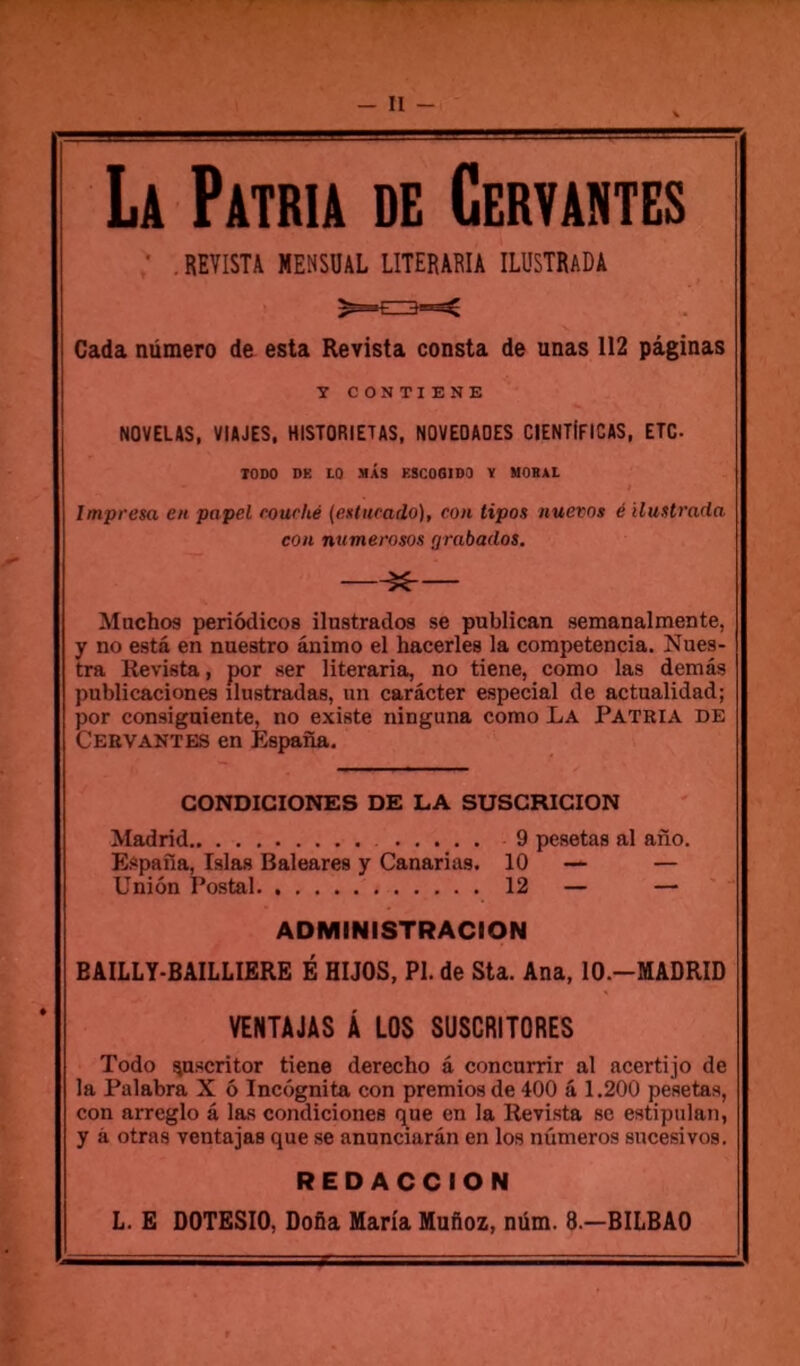 — II —
LA PATRIA DE CERVANTES
REVISTA MENSUAL LITERARIA ILUSTRADA
Cada número de esta Revista consta de unas 112 páginas
Y CONTIENE
NOVELAS, VIAJES, HISTORIETAS, NOVEDADES CIENTÍFICAS, ETC.
TODO DE LO MÁS ESCOGIDO Y MORAL
Impresa en papel couché (estucado), con tipos nuevos é ilustrada
con numerosos grabados.
Muchos periódicos ilustrados se publican semanalmente,
y no está en nuestro ánimo el hacerles la competencia. Nues-
tra Revista, por ser literaria, no tiene, como las demás
publicaciones ilustradas, un carácter especial de actualidad;
por consiguiente, no existe ninguna como LA PATRIA DE
CERVANTES en España.
CONDICIONES DE LA SUSCRICION
Madrid.. . . . . . . . . . . . . . . . 9 pesetas al año.
España, Islas Baleares y Canarias. 10 — —
Unión Postal. . . . . . . . . . . . . 12 — —
ADMINISTRACION
BAILLY-BAILLIERE É HIJOS, Pl. de Sta. Ana, 10.—MADRID
VENTAJAS Á LOS SUSCRITORES
Todo suscritor tiene derecho á concurrir al acertijo de
la Palabra X ó Incógnita con premios de 400 á 1.200 pesetas,
con arreglo á las condiciones que en la Revista se estipulan,
y á otras ventajas que se anunciarán en los números sucesivos.
REDACCION
L. E DOTESIO, Doña María Muñoz, núm. 8.—BILBAO